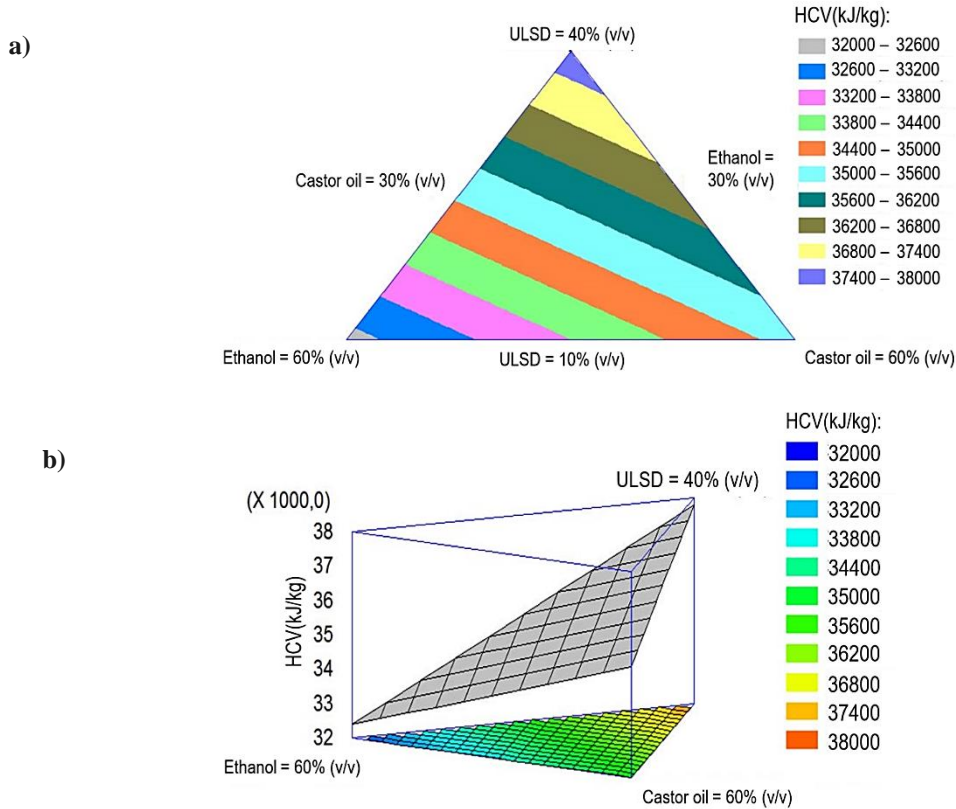 a)
ULSD = 40% (v/v)
Castor oil = 30% (v/v)
Ethanol =
30% (v/v)
Ethanol = 60% (v/v)
ULSD = 10% (v/v)
Castor oil = 60% (v/v)
HCV(kJ/kg):
32000 – 32600
32600 – 33200
33200 – 33800
33800 – 34400
34400 – 35000
35000 – 35600
35600 – 36200
36200 – 36800
36800 – 37400
37400 – 38000
b)
ULSD = 40% (v/v)
(X 1000,0)
38
37
36
35
34
33
32
HCV(kJ/kg)
Ethanol = 60% (v/v)
Castor oil = 60% (v/v)
HCV(kJ/kg):
32000
32600
33200
33800
34400
35000
35600
36200
36800
37400
38000